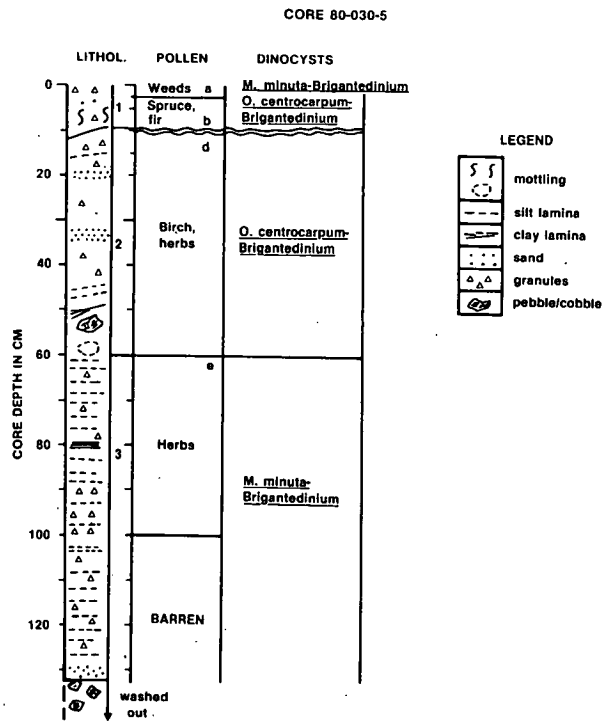 CORE 80-030-5
LITHOL. POLLEN DINOCYSTS
0 Weeds a M. minuta-Brigantedinium
1 Spruce, fir b O. centrocarpum-
Brigantedinium
d
20
2 Birch, herbs O. centrocarpum-
Brigantedinium
40
60
e
CORE DEPTH IN CM
80
3 Herbs
M. minuta-
Brigantedinium
100
BARREN
120
washed
out
LEGEND
mottling
silt lamina
clay lamina
sand
granules
pebble/cobble